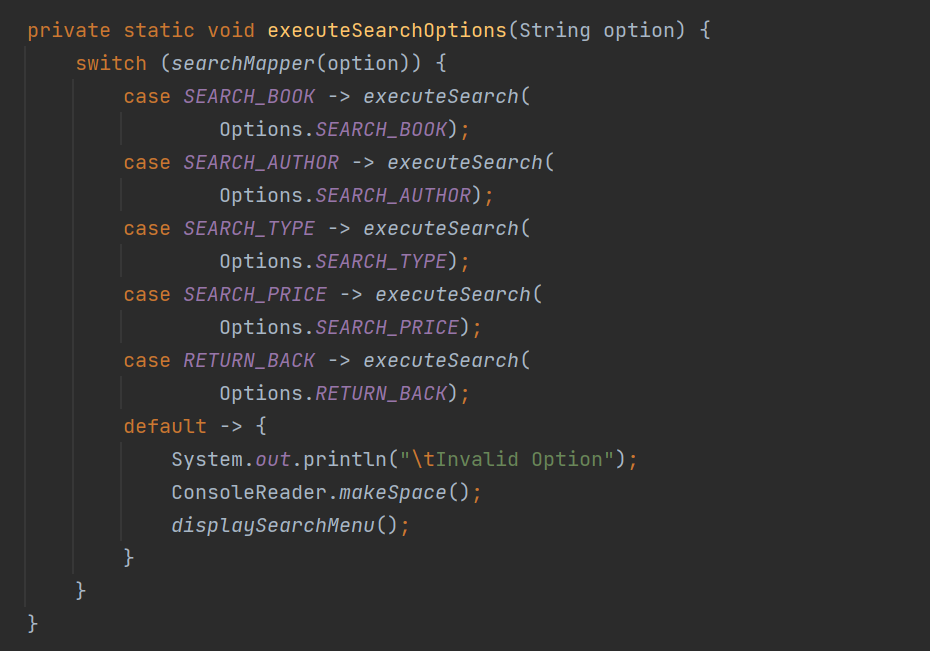 private static void executeSearchOptions(String option) {
switch (searchMapper(option)) {
case SEARCH_BOOK -> executeSearch(
Options.SEARCH_BOOK);
case SEARCH_AUTHOR -> executeSearch(
Options.SEARCH_AUTHOR);
case SEARCH_TYPE -> executeSearch(
Options.SEARCH_TYPE);
case SEARCH_PRICE -> executeSearch(
Options.SEARCH_PRICE);
case RETURN_BACK -> executeSearch(
Options.RETURN_BACK);
default -> {
System.out.println("\tInvalid Option");
ConsoleReader.makeSpace();
displaySearchMenu();
}
}
}